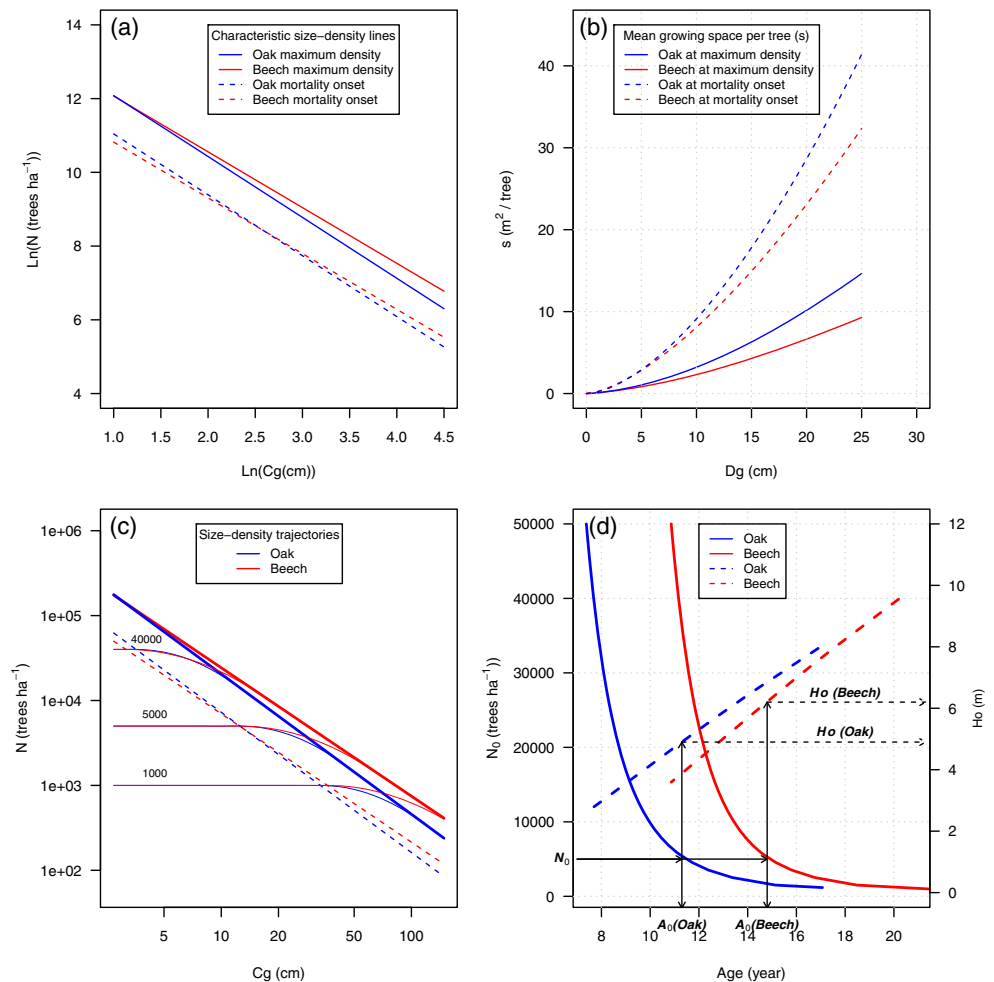 (a)
Characteristic size−density lines
Oak maximum density
Beech maximum density
Oak mortality onset
Beech mortality onset
14
12
10
8
6
4
Ln(N (trees ha−1))
1.0 1.5 2.0 2.5 3.0 3.5 4.0 4.5
Ln(Cg(cm))
(b)
Mean growing space per tree (s)
Oak at maximum density
Beech at maximum density
Oak at mortality onset
Beech at mortality onset
40
30
20
10
0
s (m2 / tree)
0 5 10 15 20 25 30
Dg (cm)
(c)
Size−density trajectories
Oak
Beech
1e+06
1e+05
1e+04
1e+03
1e+02
N (trees ha−1)
40000
5000
1000
5 10 20 50 100
Cg (cm)
(d)
Oak
Beech
Oak
Beech
50000
40000
30000
20000
10000
0
N0 (trees ha−1))
12
10
8
6
4
2
0
Ho (m)
Ho (Beech)
Ho (Oak)
N0
A0(Oak) A0(Beech)
8 10 12 14 16 18 20
Age (year)